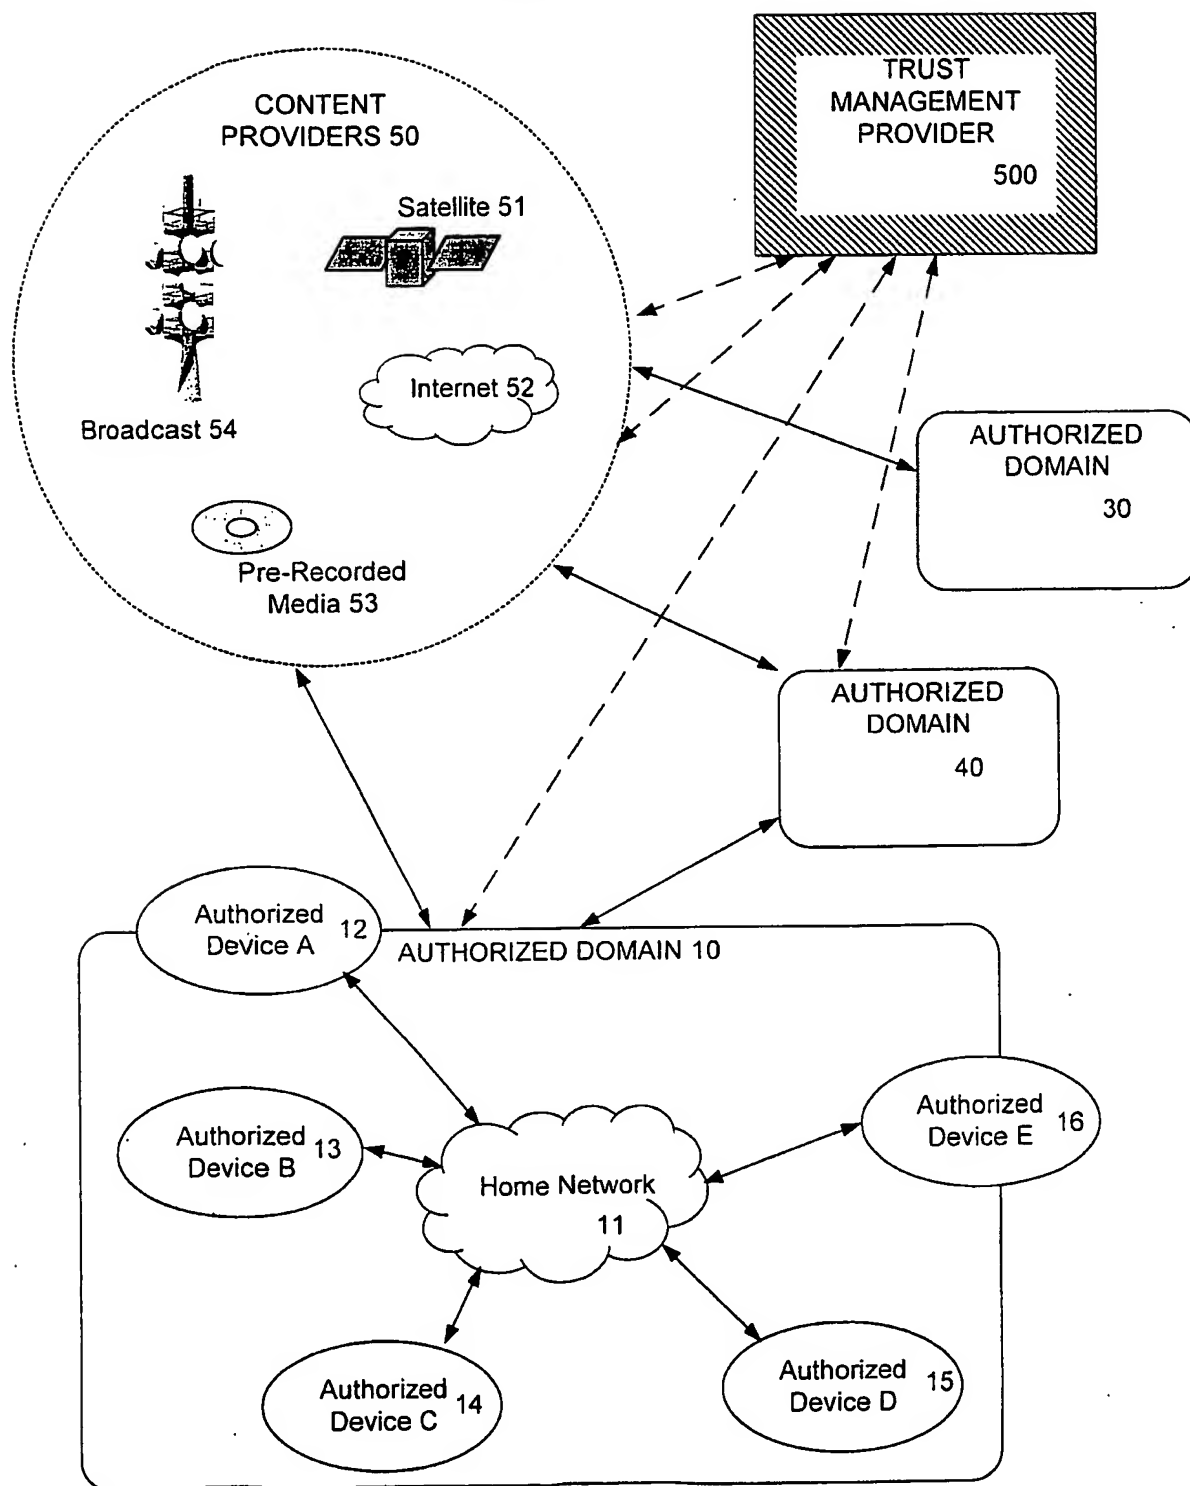 TRUST
MANAGEMENT
PROVIDER
500
CONTENT
PROVIDERS 50
Satellite 51
Internet 52
Broadcast 54
Pre-Recorded
Media 53
AUTHORIZED
DOMAIN
30
AUTHORIZED
DOMAIN
40
Authorized
Device A
12
AUTHORIZED DOMAIN 10
Authorized
Device B
13
Authorized
Device E
16
Home Network
11
Authorized
Device C
14
Authorized
Device D
15